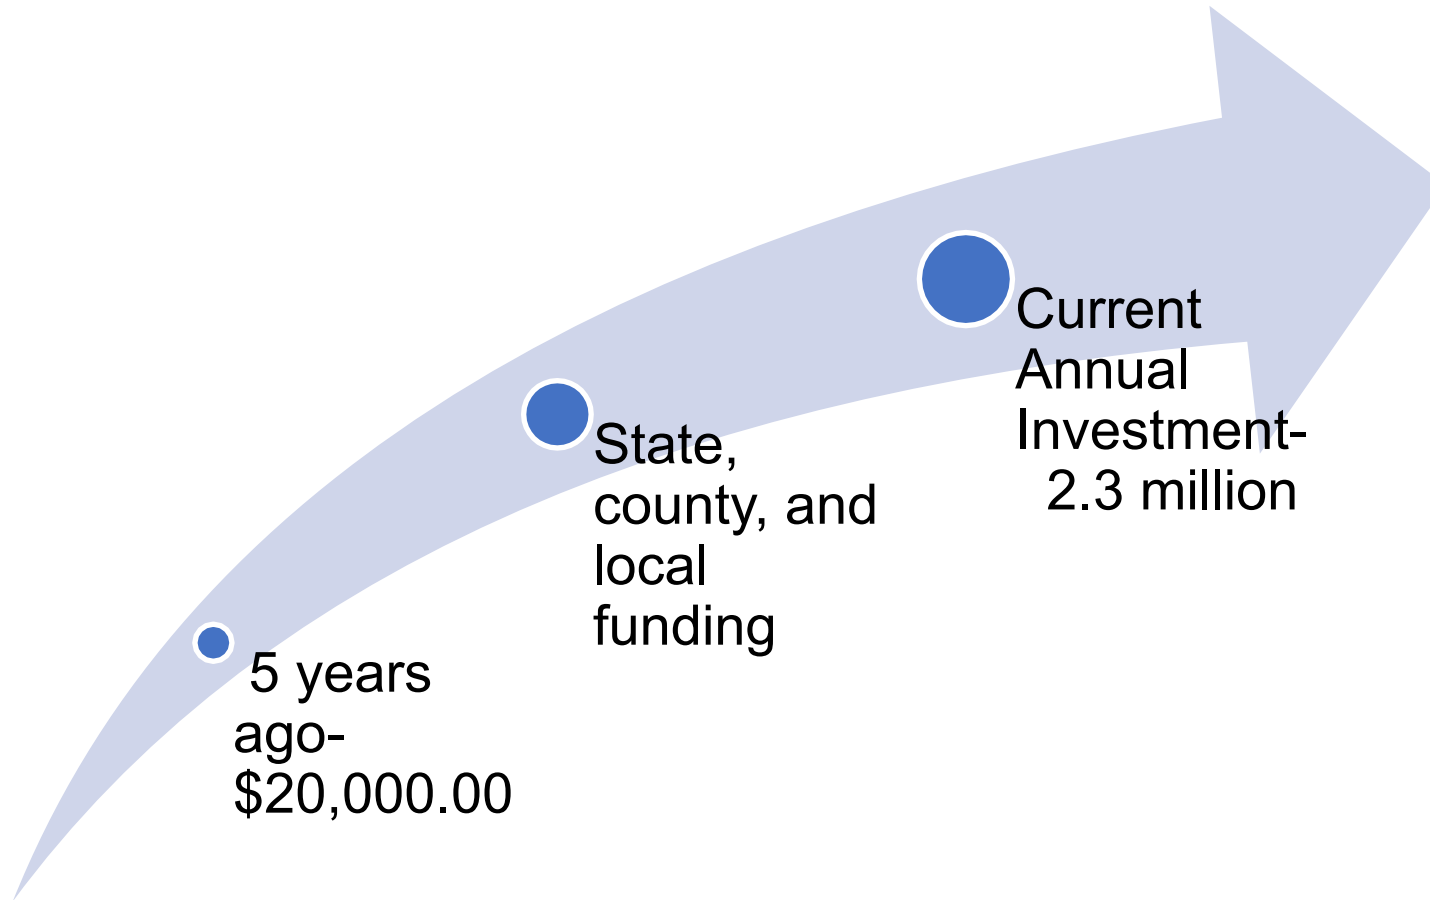 5 years
ago-
$20,000.00
State,
county, and
local
funding
Current
Annual
Investment-
2.3 million